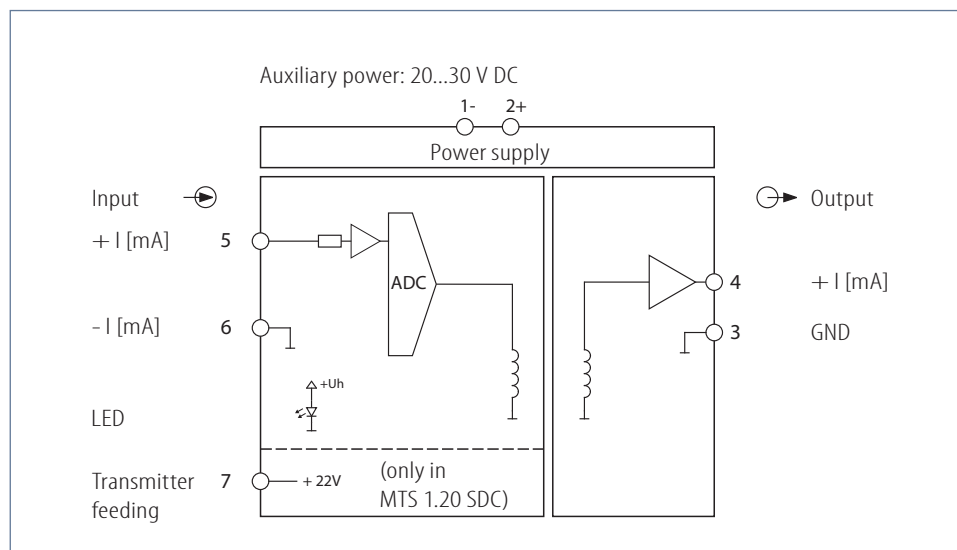 Auxiliary power: 20...30 V DC
1- 2+
Power supply
Input
Output
+ I [mA] 5
ADC
4 + I [mA]
- I [mA] 6
3 GND
+Uh
LED
Transmitter 7 + 22V
feeding
(only in
MTS 1.20 SDC)